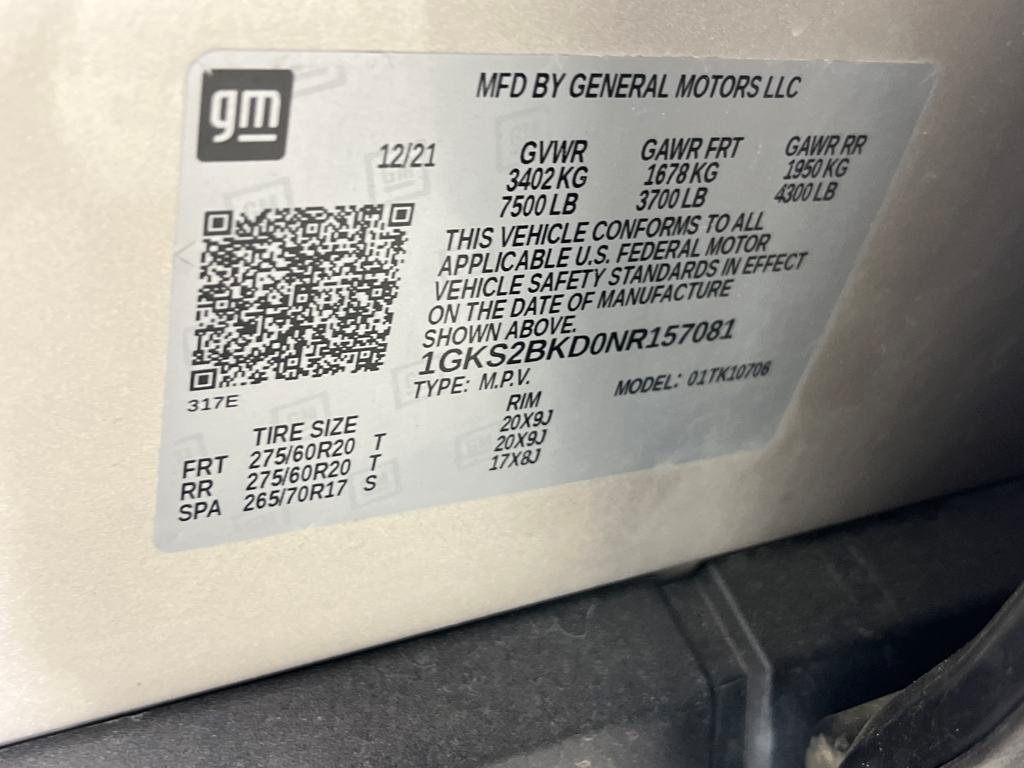 gm
MFD BY GENERAL MOTORS LLC
12/21 GVWR GAWR FRT GAWR RR
3402 KG 1678 KG 1950 KG
7500 LB 3700 LB 4300 LB
THIS VEHICLE CONFORMS TO ALL
APPLICABLE U.S. FEDERAL MOTOR
VEHICLE SAFETY STANDARDS IN EFFECT
ON THE DATE OF MANUFACTURE
SHOWN ABOVE.
1GKS2BKD0NR157081
TYPE: M.P.V. MODEL: 01TK10706
317E
TIRE SIZE RIM
FRT 275/60R20 T 20X9J
RR 275/60R20 T 20X9J
SPA 265/70R17 S 17X8J